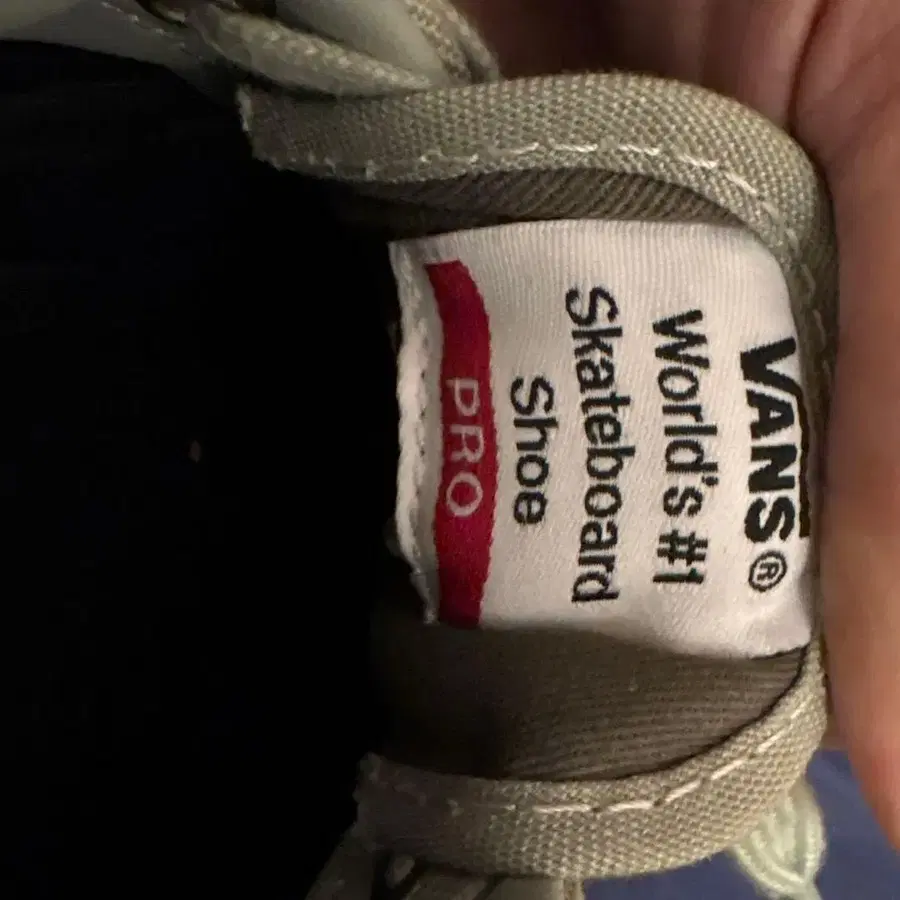 VANS®
World's #1
Skateboard
Shoe
PRO